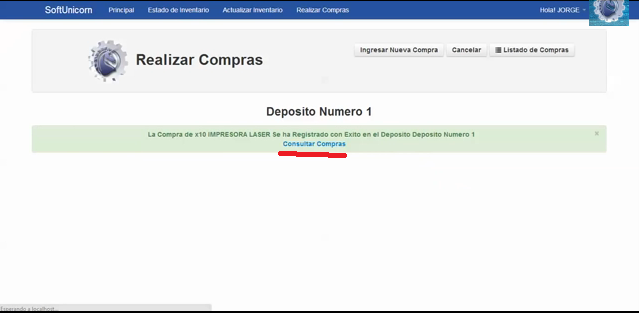 SoftUnicorn Principal Estado de Inventario Actualizar Inventario Realizar Compras Hola! JORGE
Realizar Compras
Ingresar Nueva Compra Cancelar Listado de Compras
Deposito Numero 1
La Compra de x10 IMPRESORA LASER Se ha Registrado con Exito en el Deposito Deposito Numero 1
×
Consultar Compras
Esperando a localhost...